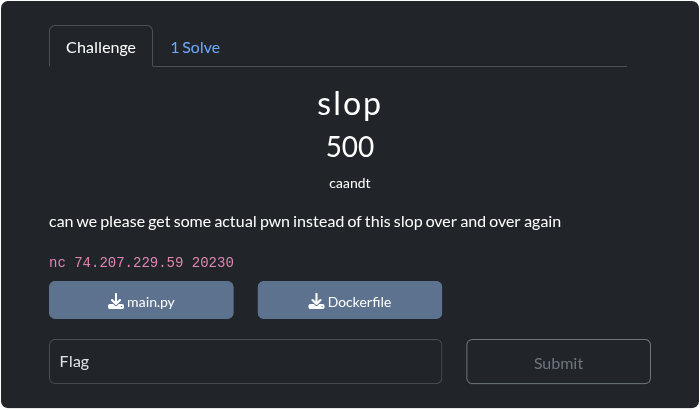 Challenge
1 Solve
slop
500
caandt
can we please get some actual pwn instead of this slop over and over again
nc 74.207.229.59 20230
main.py
Dockerfile
Flag
Submit